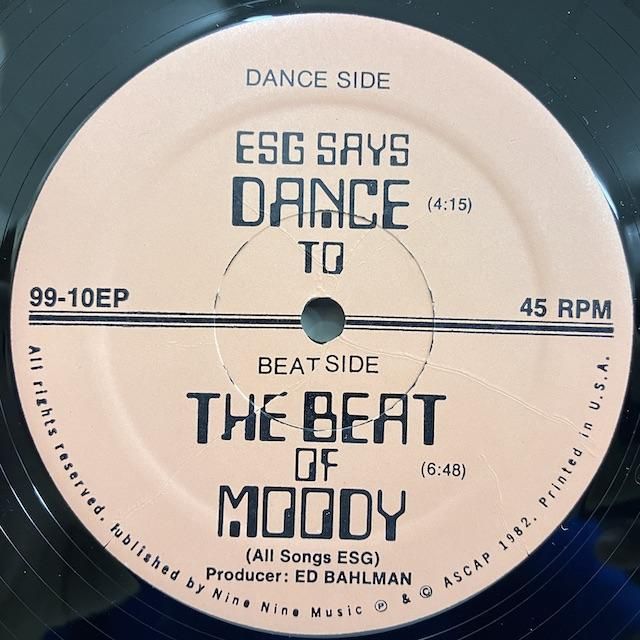 DANCE SIDE
ESG SAYS
DANCE (4:15)
TO
99-10EP 45 RPM
BEAT SIDE
THE BEAT
OF (6:48)
MOODY
(All Songs ESG)
Producer: ED BAHLMAN
All rights reserved. Published by Nine Nine Music ℗ & © ASCAP 1982. Printed in U.S.A.